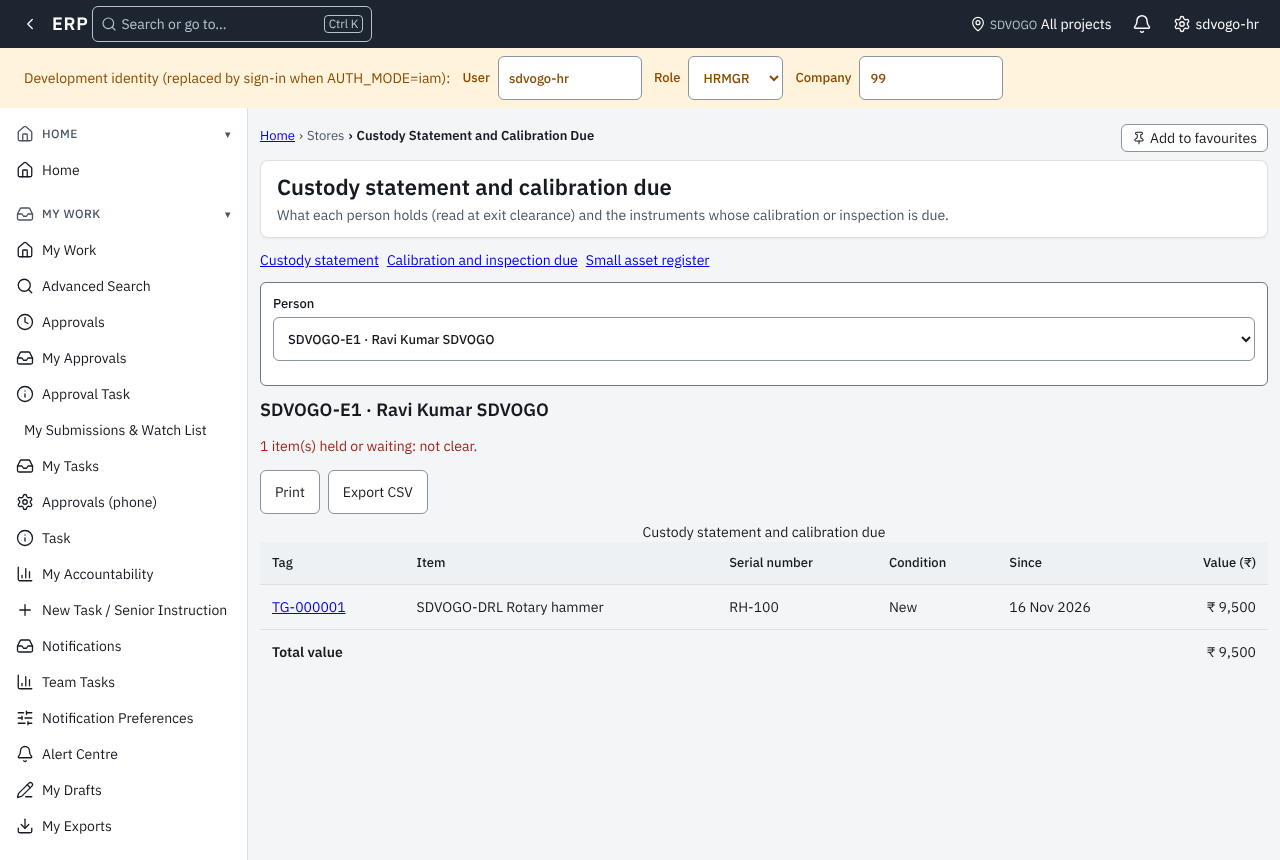 ERP
Search or go to...
Ctrl K
SDVOGO All projects
sdvogo-hr
Development identity (replaced by sign-in when AUTH_MODE=iam):
User
sdvogo-hr
Role
HRMGR
Company
99
HOME
Home
MY WORK
My Work
Advanced Search
Approvals
My Approvals
Approval Task
My Submissions & Watch List
My Tasks
Approvals (phone)
Task
My Accountability
New Task / Senior Instruction
Notifications
Team Tasks
Notification Preferences
Alert Centre
My Drafts
My Exports
Home › Stores › Custody Statement and Calibration Due
Add to favourites
Custody statement and calibration due
What each person holds (read at exit clearance) and the instruments whose calibration or inspection is due.
Custody statement Calibration and inspection due Small asset register
Person
SDVOGO-E1 · Ravi Kumar SDVOGO
SDVOGO-E1 · Ravi Kumar SDVOGO
1 item(s) held or waiting: not clear.
Print
Export CSV
Custody statement and calibration due
Tag Item Serial number Condition Since Value (₹)
TG-000001 SDVOGO-DRL Rotary hammer RH-100 New 16 Nov 2026 ₹ 9,500
Total value ₹ 9,500